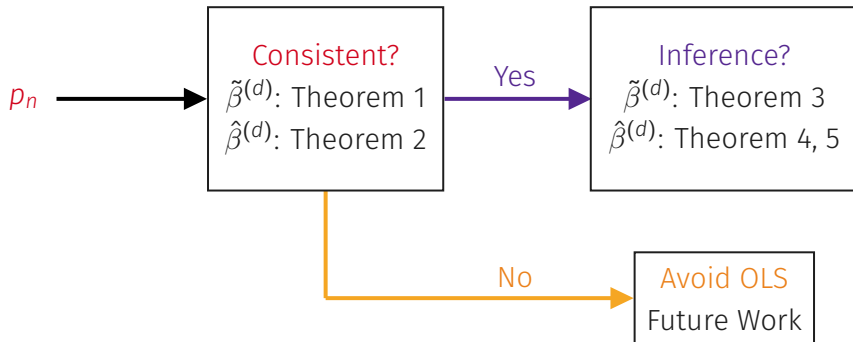 p_n
Consistent?
β̃^(d): Theorem 1
β̂^(d): Theorem 2
Yes
Inference?
β̃^(d): Theorem 3
β̂^(d): Theorem 4, 5
No
Avoid OLS
Future Work